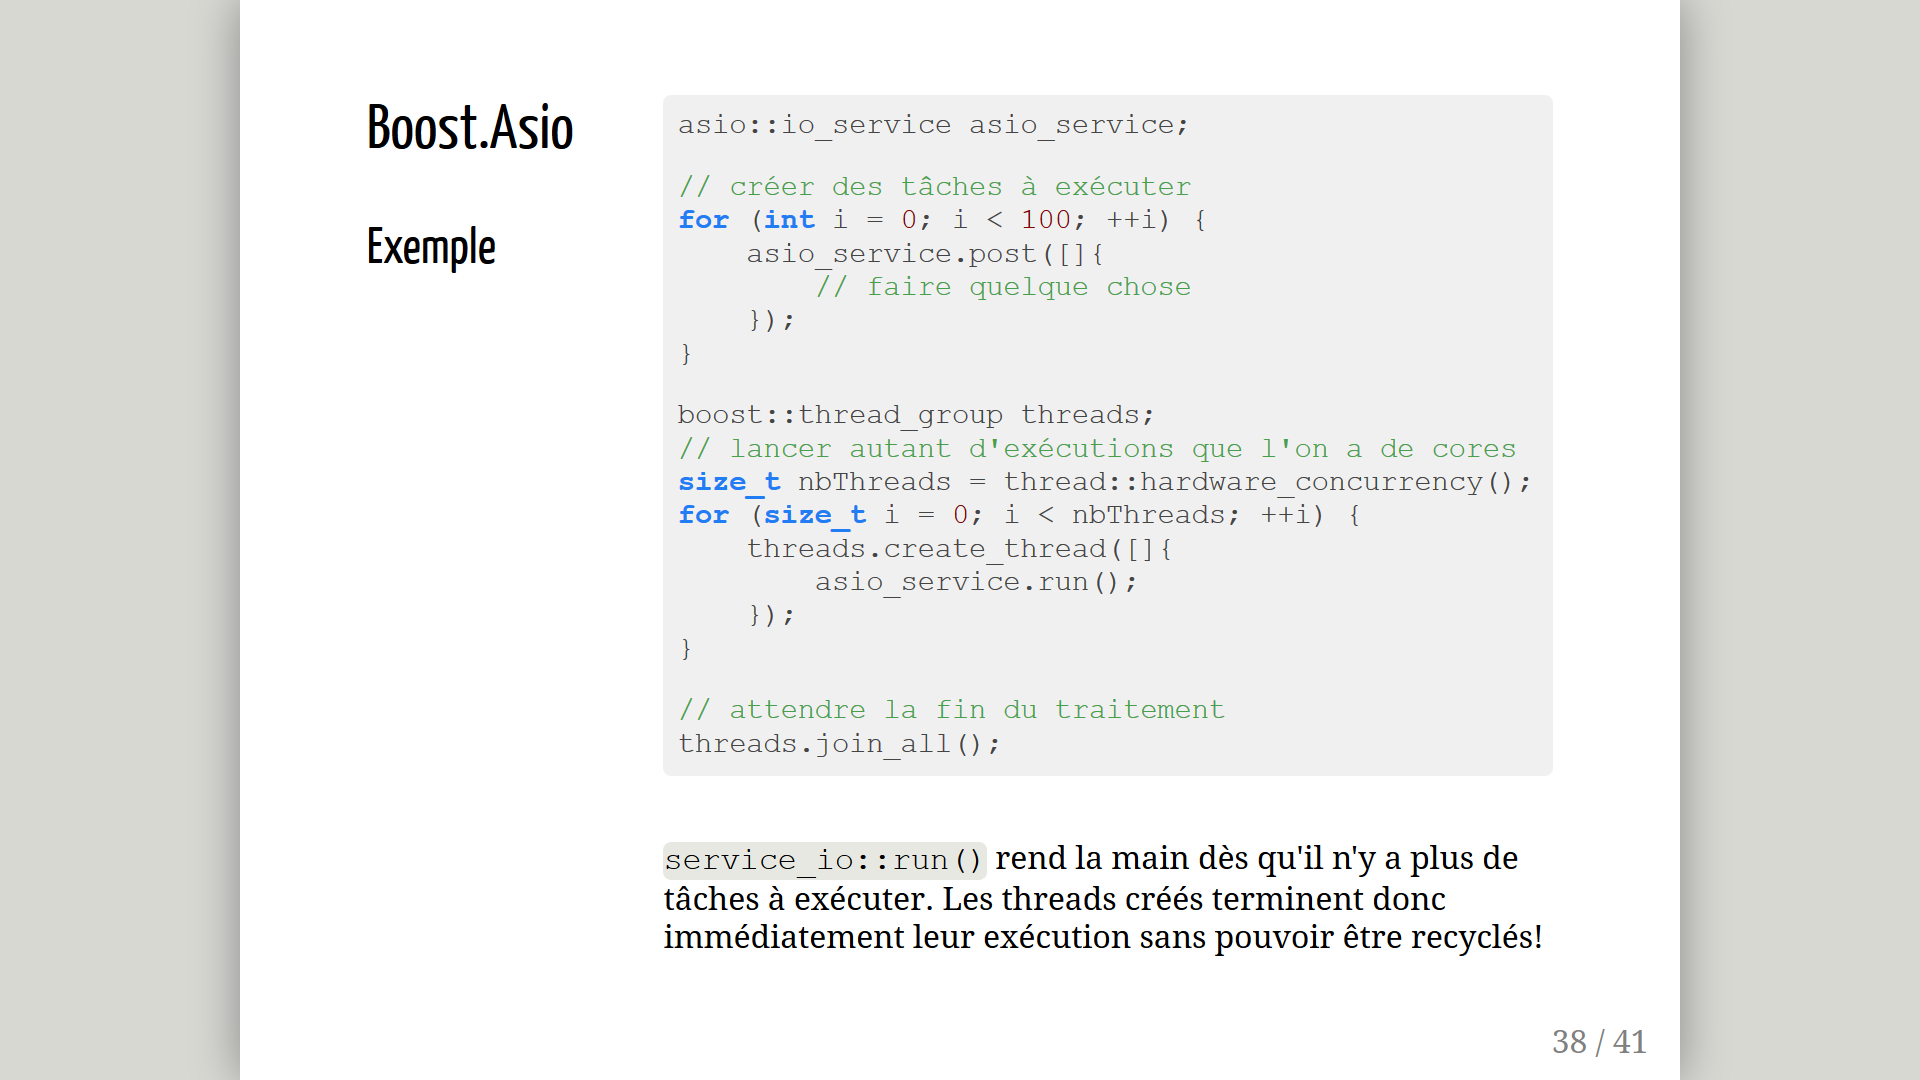 Boost.Asio
Exemple
asio::io_service asio_service;
// créer des tâches à exécuter
for (int i = 0; i < 100; ++i) {
    asio_service.post([]{
        // faire quelque chose
    });
}
boost::thread_group threads;
// lancer autant d'exécutions que l'on a de cores
size_t nbThreads = thread::hardware_concurrency();
for (size_t i = 0; i < nbThreads; ++i) {
    threads.create_thread([]{
        asio_service.run();
    });
}
// attendre la fin du traitement
threads.join_all();
service_io::run() rend la main dès qu'il n'y a plus de
tâches à exécuter. Les threads créés terminent donc
immédiatement leur exécution sans pouvoir être recyclés!
38 / 41